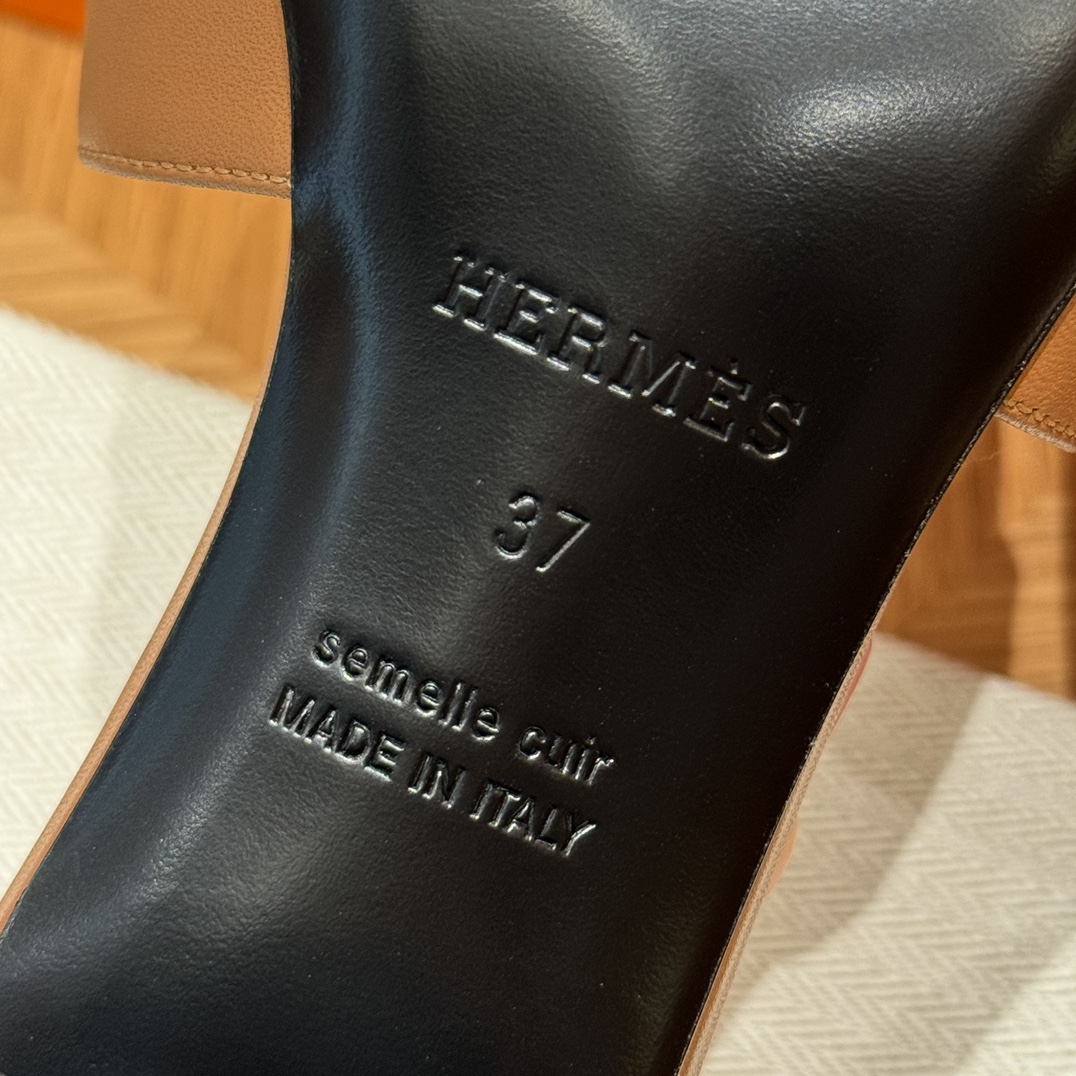 HERMÈS
37
semelle cuir
MADE IN ITALY